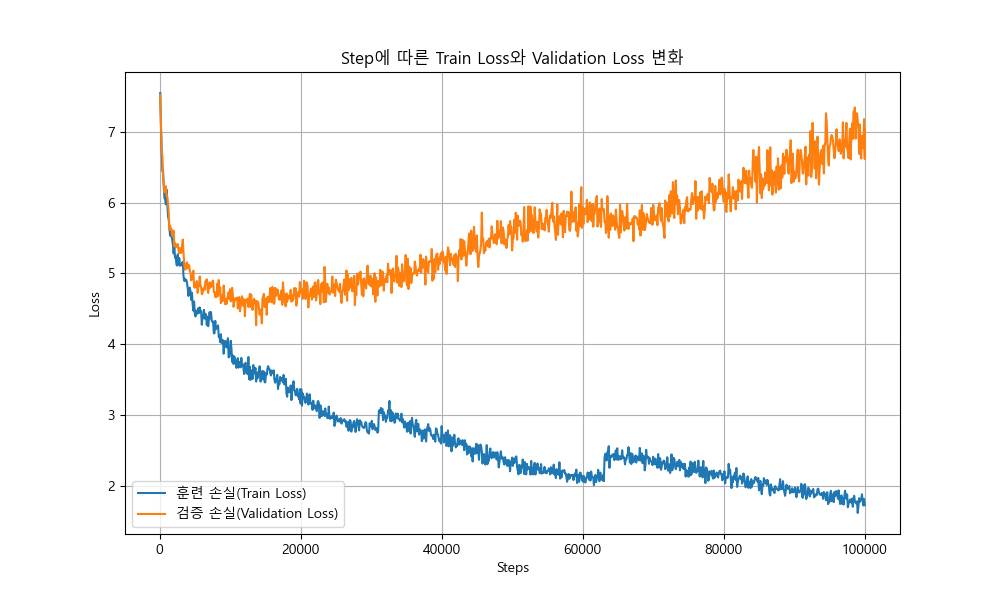 Step에 따른 Train Loss와 Validation Loss 변화
7
6
5
4
3
2
Loss
훈련 손실(Train Loss)
검증 손실(Validation Loss)
0
20000
40000
60000
80000
100000
Steps